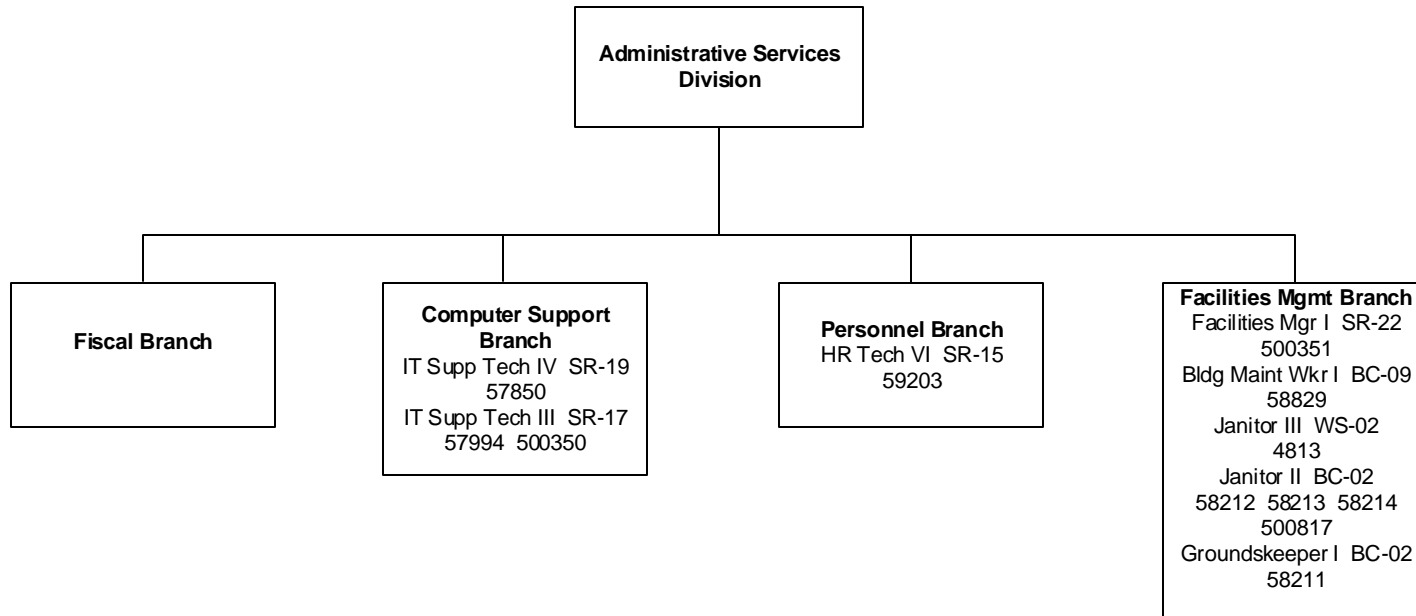 Administrative Services
Division
Fiscal Branch
Computer Support
Branch
IT Supp Tech IV SR-19
57850
IT Supp Tech III SR-17
57994 500350
Personnel Branch
HR Tech VI SR-15
59203
Facilities Mgmt Branch
Facilities Mgr I SR-22
500351
Bldg Maint Wkr I BC-09
58829
Janitor III WS-02
4813
Janitor II BC-02
58212 58213 58214
500817
Groundskeeper I BC-02
58211